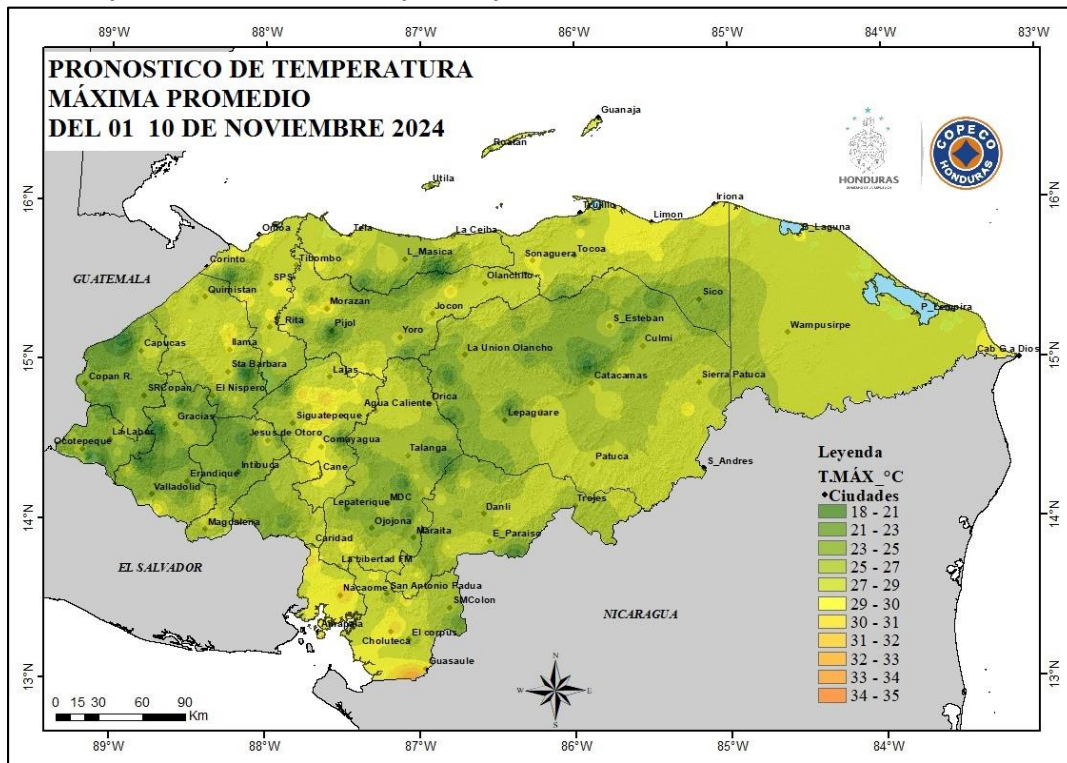 89°W 88°W 87°W 86°W 85°W 84°W 83°W
PRONOSTICO DE TEMPERATURA
MÁXIMA PROMEDIO
DEL 01 10 DE NOVIEMBRE 2024
HONDURAS
COPECO
HONDURAS
16°N
16°N
15°N
15°N
14°N
14°N
13°N
13°N
Guanaja
Roatan
Utila
Trujillo
Iriona
Limon
B_Laguna
Omoa
Tela
La Ceiba
L_Masica
Sonaguera
Tocoa
Corinto
Tibombo
GUATEMALA
SPS
Olanchito
Quimistan
Morazan
Jocon
Sico
P_Lempira
S_Rita
Pijol
Yoro
S_Esteban
Wampusirpe
Capucas
Ilama
La Union Olancho
Culmi
Cab G a Dios
Sta Barbara
Lajas
Copan R.
SRCopan
El Nispero
Catacamas
Sierra Patuca
Agua Caliente
Orica
Gracias
Siguatepeque
Lepaguare
Ocotepeque
La Labor
Jesus de Otoro
Comayagua
Talanga
Erandique
Intibuca
Cane
Patuca
S_Andres
Valladolid
Lepaterique
MDC
Danli
Trojes
Magdalena
Ojojona
Maraita
E_Paraiso
Caridad
EL SALVADOR
La Libertad FM
Nacaome
San Antonio Padua
SMColon
NICARAGUA
Amapala
El corpus
Choluteca
Guasaule
Leyenda
T.MÁX_°C
Ciudades
18 - 21
21 - 23
23 - 25
25 - 27
27 - 29
29 - 30
30 - 31
31 - 32
32 - 33
33 - 34
34 - 35
N
W E
S
0 15 30 60 90
Km
89°W 88°W 87°W 86°W 85°W 84°W